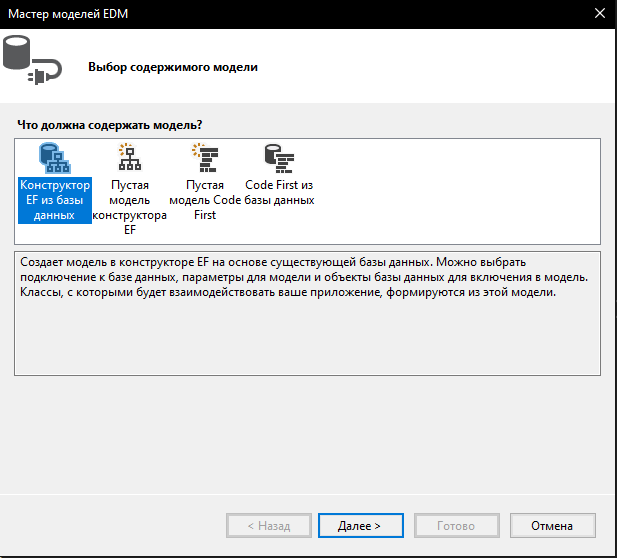 Мастер моделей EDM
Выбор содержимого модели
Что должна содержать модель?
Конструктор
EF из базы
данных
Пустая
модель
конструктора
EF
Пустая
модель Code
First
Code First из
базы данных
Создает модель в конструкторе EF на основе существующей базы данных. Можно выбрать
подключение к базе данных, параметры для модели и объекты базы данных для включения в модель.
Классы, с которыми будет взаимодействовать ваше приложение, формируются из этой модели.
< Назад
Далее >
Готово
Отмена